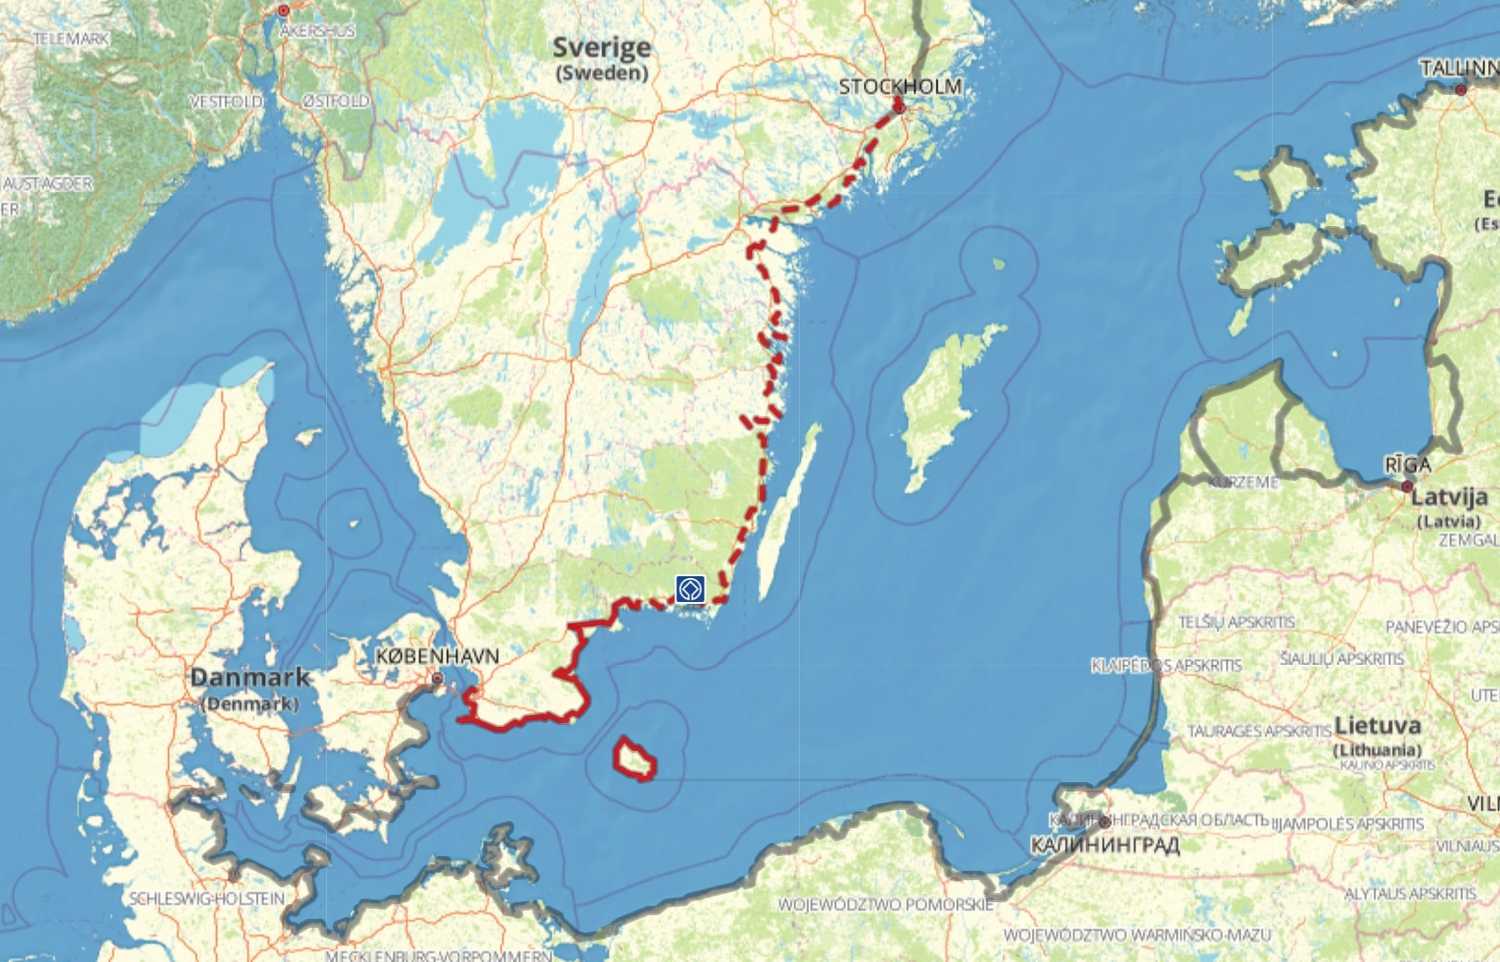 TELEMARK
AKERSHUS
Sverige
(Sweden)
TALLINN
STOCKHOLM
VESTFOLD
ØSTFOLD
AUST-AGDER
ER
(Es
RĪGA
KURZEME
Latvija
(Latvia)
ZEMGAL
TELŠIŲ APSKRITIS
PANEVĖŽIO APS
KØBENHAVN
KLAIPĖDOS APSKRITIS
ŠIAULIŲ APSKRITIS
Danmark
(Denmark)
UTE
TAURAGĖS APSKRITIS
Lietuva
(Lithuania)
KAUNO APSKRITIS
VILN
КАЛИНИНГРАДСКАЯ ОБЛАСТЬ
MARIJAMPOLĖS APSKRITIS
КАЛИНИНГРАД
VILNIAUS
SCHLESWIG-HOLSTEIN
WOJEWÓDZTWO POMORSKIE
ALYTAUS APSKRITIS
WOJEWÓDZTWO WARMIŃSKO-MAZU
MECKLENBURG-VORPOMMERN